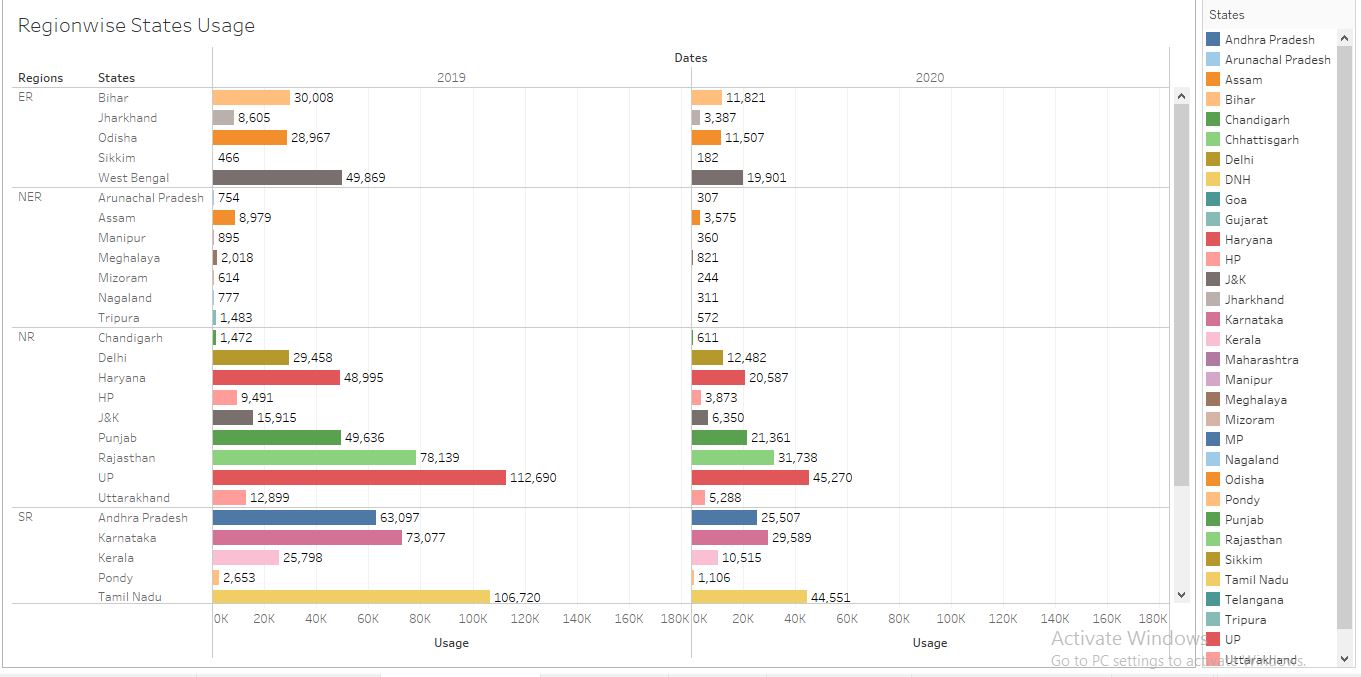 Regionwise States Usage
Dates
Regions States 2019 2020
ER Bihar 30,008 11,821
Jharkhand 8,605 3,387
Odisha 28,967 11,507
Sikkim 466 182
West Bengal 49,869 19,901
NER Arunachal Pradesh 754 307
Assam 8,979 3,575
Manipur 895 360
Meghalaya 2,018 821
Mizoram 614 244
Nagaland 777 311
Tripura 1,483 572
NR Chandigarh 1,472 611
Delhi 29,458 12,482
Haryana 48,995 20,587
HP 9,491 3,873
J&K 15,915 6,350
Punjab 49,636 21,361
Rajasthan 78,139 31,738
UP 112,690 45,270
Uttarakhand 12,899 5,288
SR Andhra Pradesh 63,097 25,507
Karnataka 73,077 29,589
Kerala 25,798 10,515
Pondy 2,653 1,106
Tamil Nadu 106,720 44,551
0K 20K 40K 60K 80K 100K 120K 140K 160K 180K 0K 20K 40K 60K 80K 100K 120K 140K 160K 180K
Usage Usage
States
Andhra Pradesh
Arunachal Pradesh
Assam
Bihar
Chandigarh
Chhattisgarh
Delhi
DNH
Goa
Gujarat
Haryana
HP
J&K
Jharkhand
Karnataka
Kerala
Maharashtra
Manipur
Meghalaya
Mizoram
MP
Nagaland
Odisha
Pondy
Punjab
Rajasthan
Sikkim
Tamil Nadu
Telangana
Tripura
UP
Uttarakhand
Activate Windows
Go to PC settings to activate Windows.